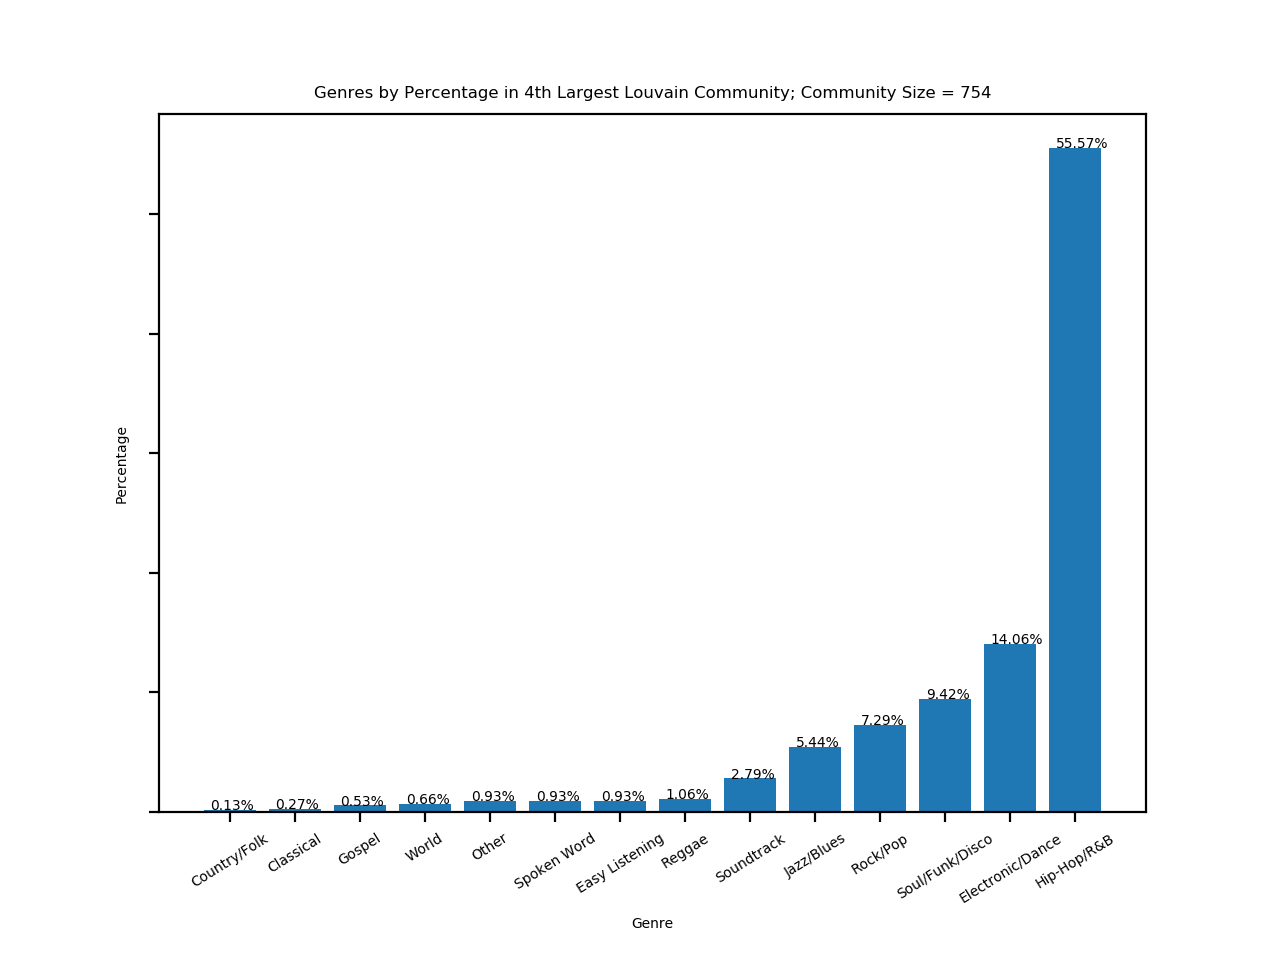 Genres by Percentage in 4th Largest Louvain Community; Community Size = 754
55.57%
14.06%
9.42%
7.29%
5.44%
2.79%
1.06%
0.93%
0.93%
0.93%
0.66%
0.53%
0.27%
0.13%
Percentage
Country/Folk
Classical
Gospel
World
Other
Spoken Word
Easy Listening
Reggae
Soundtrack
Jazz/Blues
Rock/Pop
Soul/Funk/Disco
Electronic/Dance
Hip-Hop/R&B
Genre